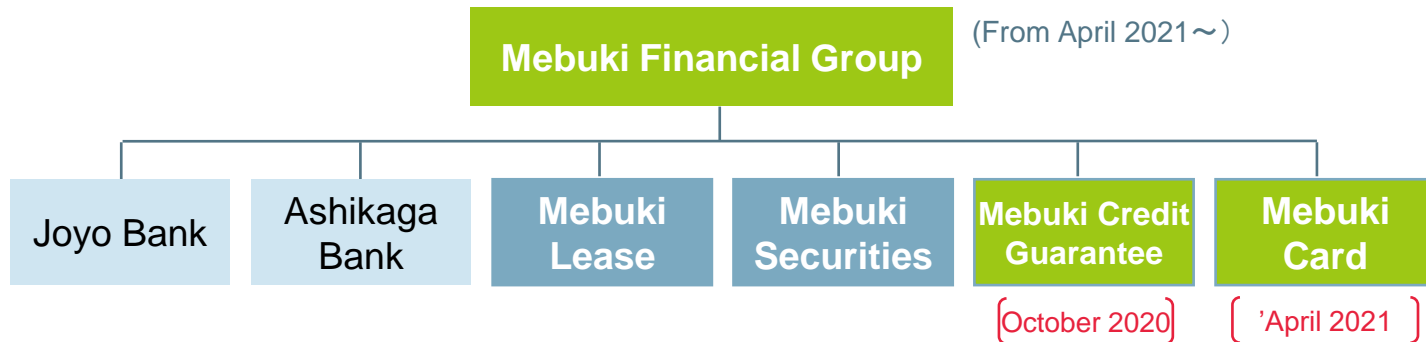 Mebuki Financial Group
(From April 2021～）
Joyo Bank
Ashikaga
Bank
Mebuki
Lease
Mebuki
Securities
Mebuki Credit
Guarantee
Mebuki
Card
[October 2020]
[ ’April 2021 ]